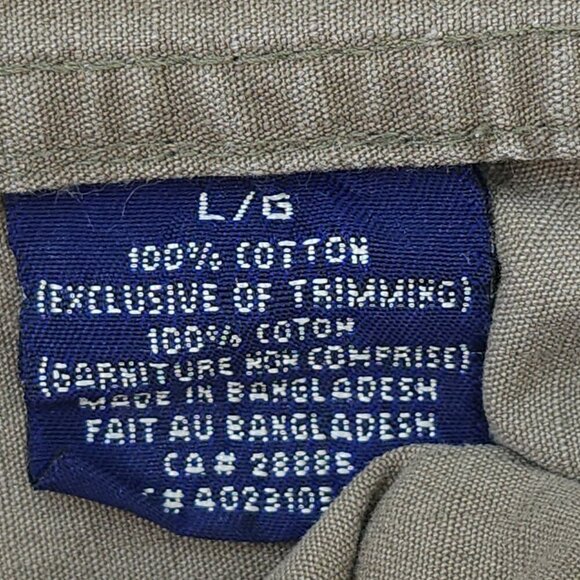 L/G
100% COTTON
(EXCLUSIVE OF TRIMMING)
100% COTON
(GARNITURE NON COMPRISE)
MADE IN BANGLADESH
FAIT AU BANGLADESH
CA# 28885